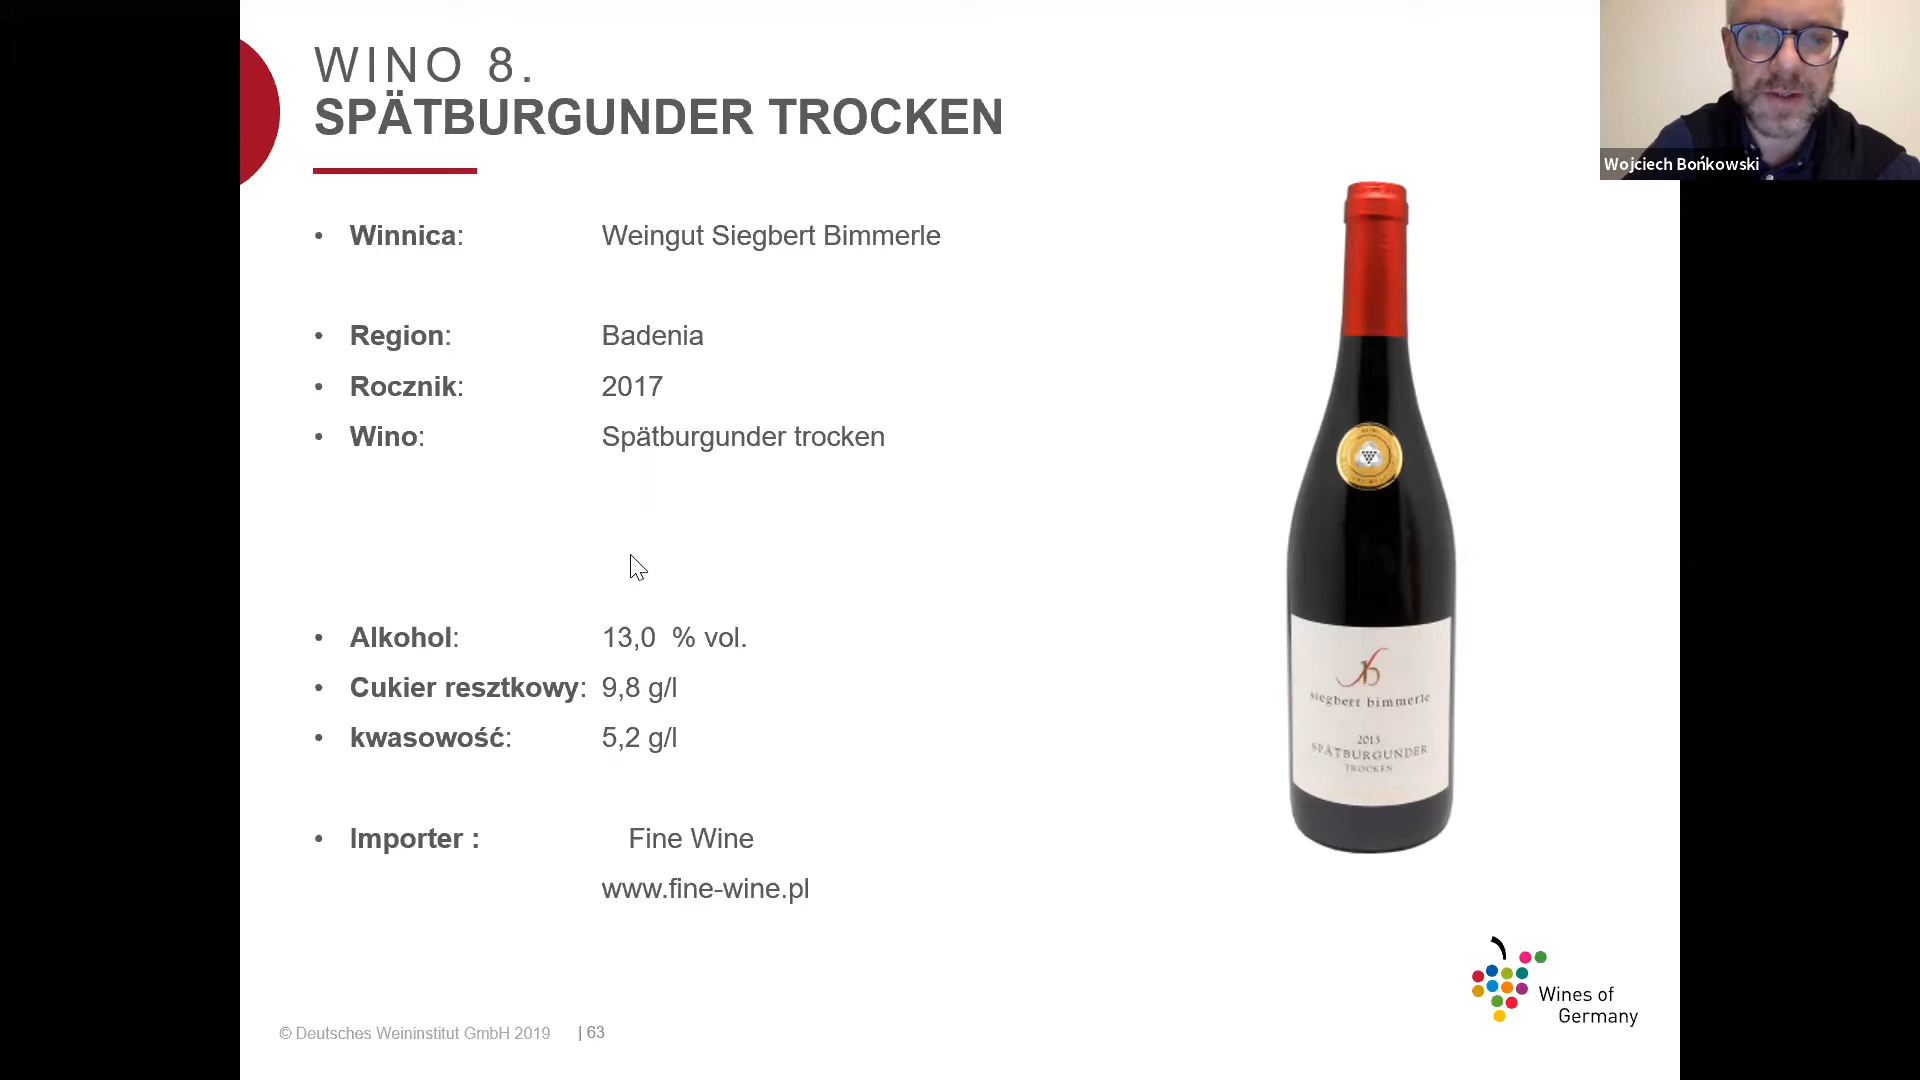 WINO 8.
SPÄTBURGUNDER TROCKEN
Wojciech Bońkowski
• Winnica: Weingut Siegbert Bimmerle
• Region: Badenia
• Rocznik: 2017
• Wino: Spätburgunder trocken
• Alkohol: 13,0 % vol.
• Cukier resztkowy: 9,8 g/l
• kwasowość: 5,2 g/l
• Importer : Fine Wine
www.fine-wine.pl
sb
siegbert bimmerle
2013
SPÄTBURGUNDER
TROCKEN
Wines of
Germany
© Deutsches Weininstitut GmbH 2019 | 63